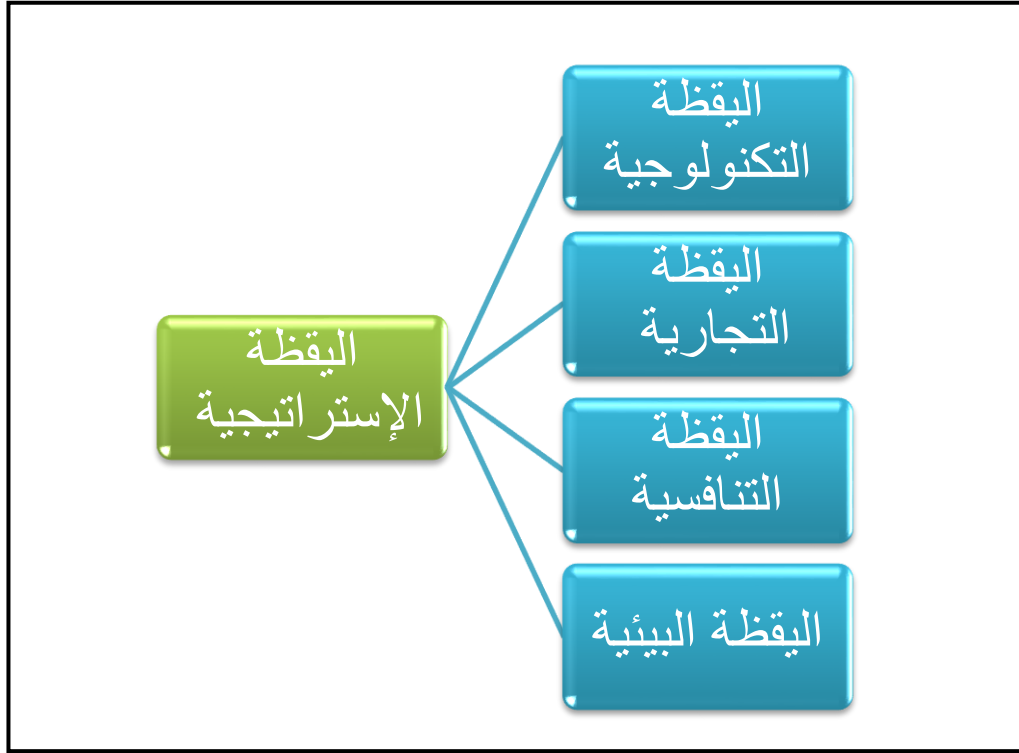 اليقظة
الإستراتيجية
اليقظة
التكنولوجية
اليقظة
التجارية
اليقظة
التنافسية
اليقظة البيئية